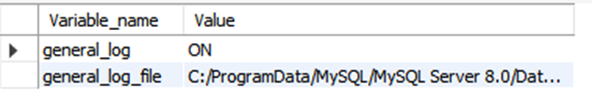 Variable_name Value
general_log ON
general_log_file C:/ProgramData/MySQL/MySQL Server 8.0/Dat...